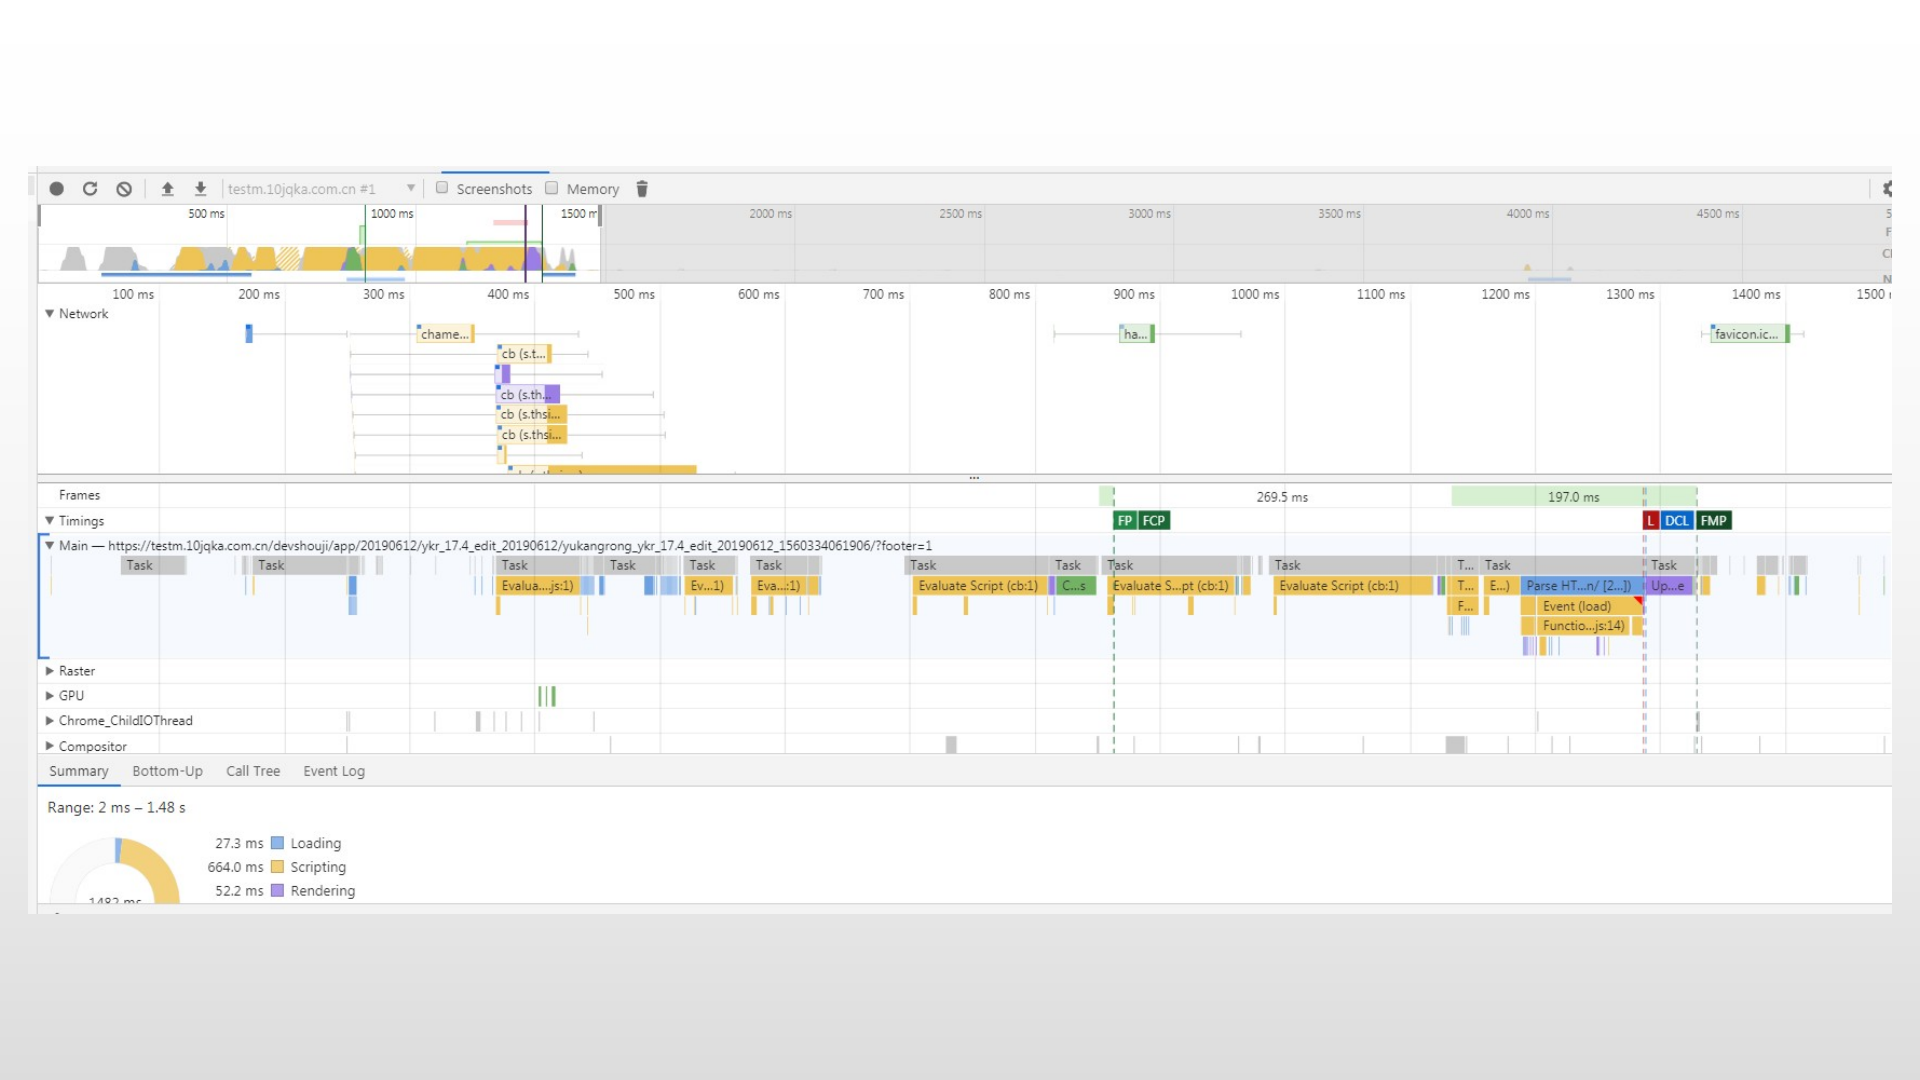 testm.10jqka.com.cn #1 Screenshots Memory
500 ms 1000 ms 1500 m 2000 ms 2500 ms 3000 ms 3500 ms 4000 ms 4500 ms 5
F
C
N
100 ms 200 ms 300 ms 400 ms 500 ms 600 ms 700 ms 800 ms 900 ms 1000 ms 1100 ms 1200 ms 1300 ms 1400 ms 1500
Network
chame... ha... favicon.ic...
cb (s.t...
cb (s.th...
cb (s.thsi...
cb (s.thsi...
...
Frames 269.5 ms 197.0 ms
Timings FP FCP L DCL FMP
Main — https://testm.10jqka.com.cn/devshouji/app/20190612/ykr_17.4_edit_20190612/yukangrong_ykr_17.4_edit_20190612_1560334061906/?footer=1
Task Task Task Task Task Task Task Task Task Task T... Task Task
Evalua....js:1) Ev...1) Eva...:1) Evaluate Script (cb:1) C...s Evaluate S...pt (cb:1) Evaluate Script (cb:1) T... E...) Parse HT...n/ [2...]) Up...e
F... Event (load)
Functio...js:14)
Raster
GPU
Chrome_ChildIOThread
Compositor
Summary Bottom-Up Call Tree Event Log
Range: 2 ms – 1.48 s
27.3 ms Loading
664.0 ms Scripting
52.2 ms Rendering
1482 ms